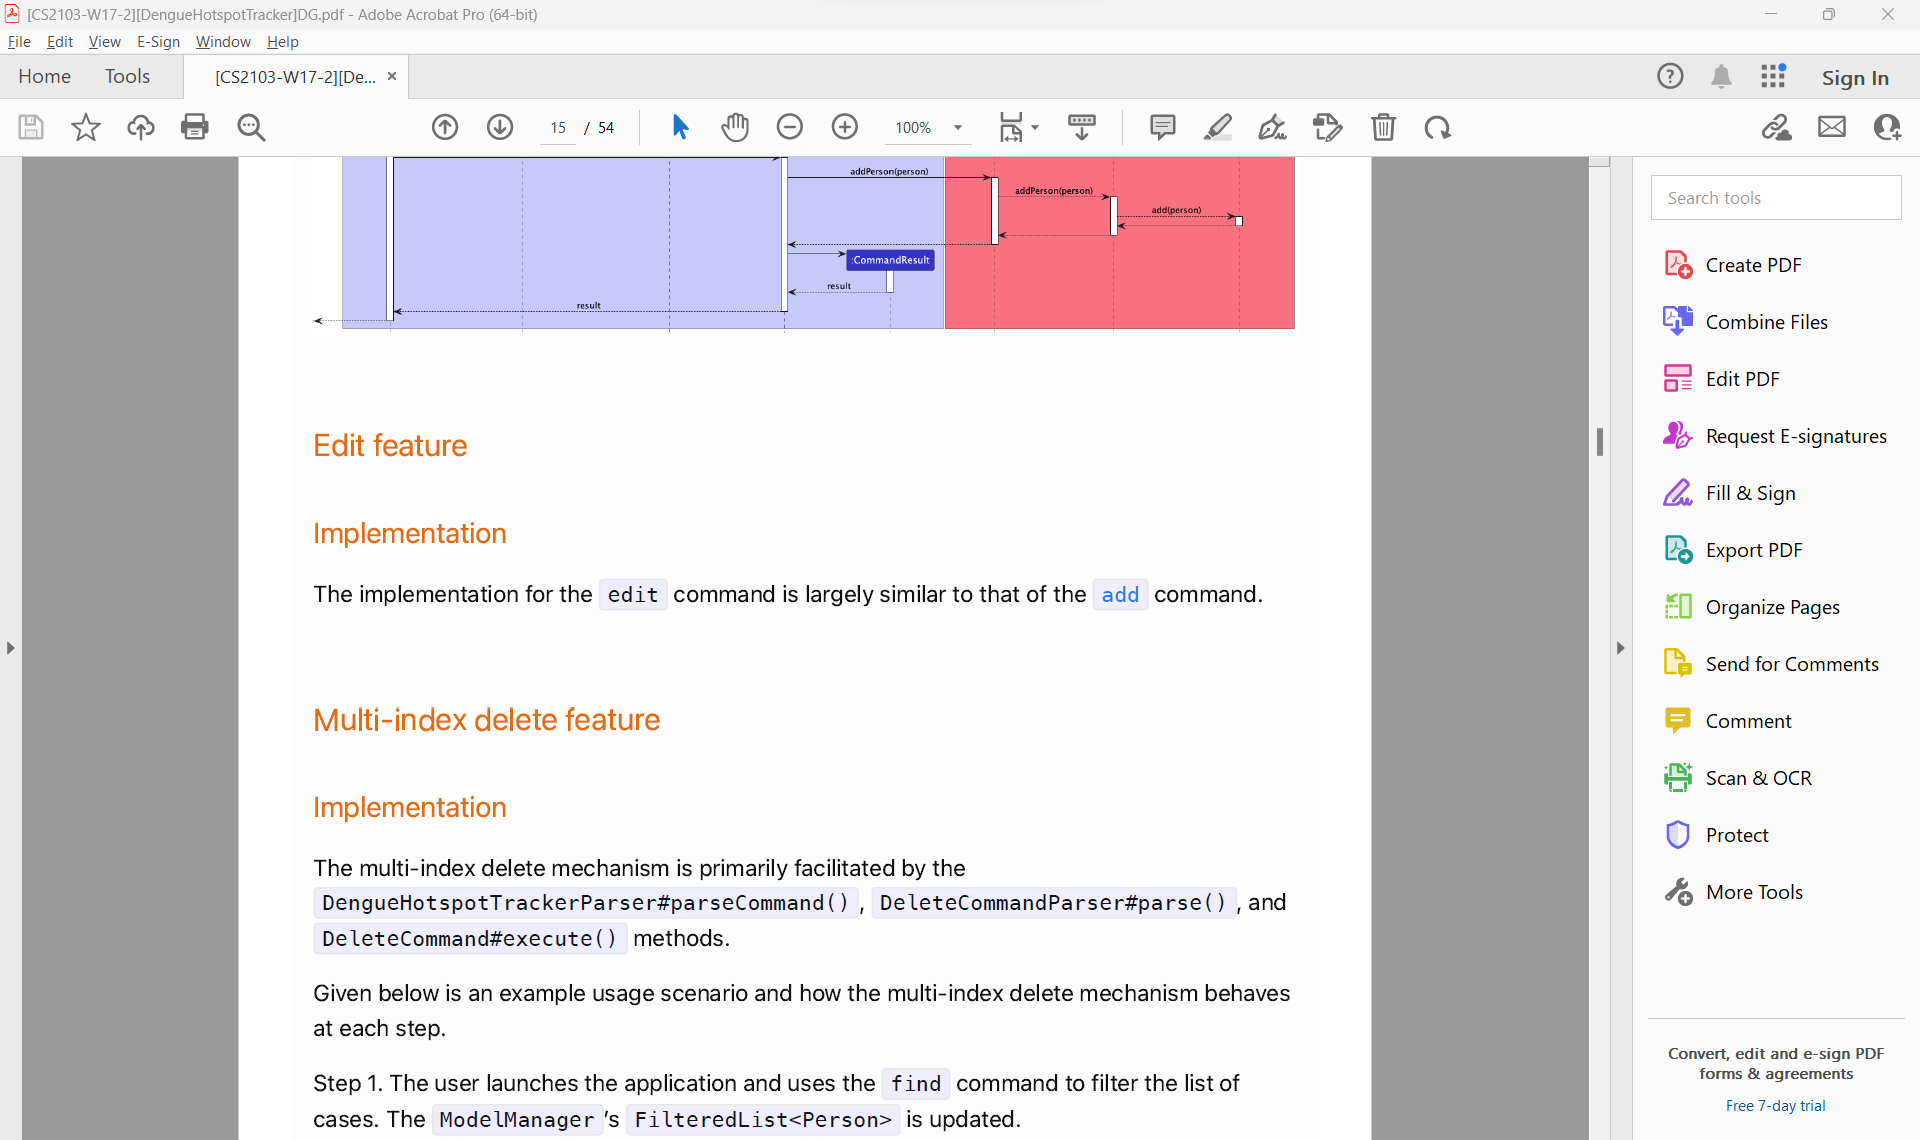 [CS2103-W17-2][DengueHotspotTracker]DG.pdf - Adobe Acrobat Pro (64-bit)
File Edit View E-Sign Window Help
Home Tools [CS2103-W17-2][De... × Sign In
15 / 54 100%
addPerson(person)
addPerson(person)
add(person)
:CommandResult
result
result
Edit feature
Implementation
The implementation for the edit command is largely similar to that of the add command.
Multi-index delete feature
Implementation
The multi-index delete mechanism is primarily facilitated by the
DengueHotspotTrackerParser#parseCommand() , DeleteCommandParser#parse() , and
DeleteCommand#execute() methods.
Given below is an example usage scenario and how the multi-index delete mechanism behaves
at each step.
Step 1. The user launches the application and uses the find command to filter the list of
cases. The ModelManager 's FilteredList<Person> is updated.
Search tools
Create PDF
Combine Files
Edit PDF
Request E-signatures
Fill & Sign
Export PDF
Organize Pages
Send for Comments
Comment
Scan & OCR
Protect
More Tools
Convert, edit and e-sign PDF
forms & agreements
Free 7-day trial